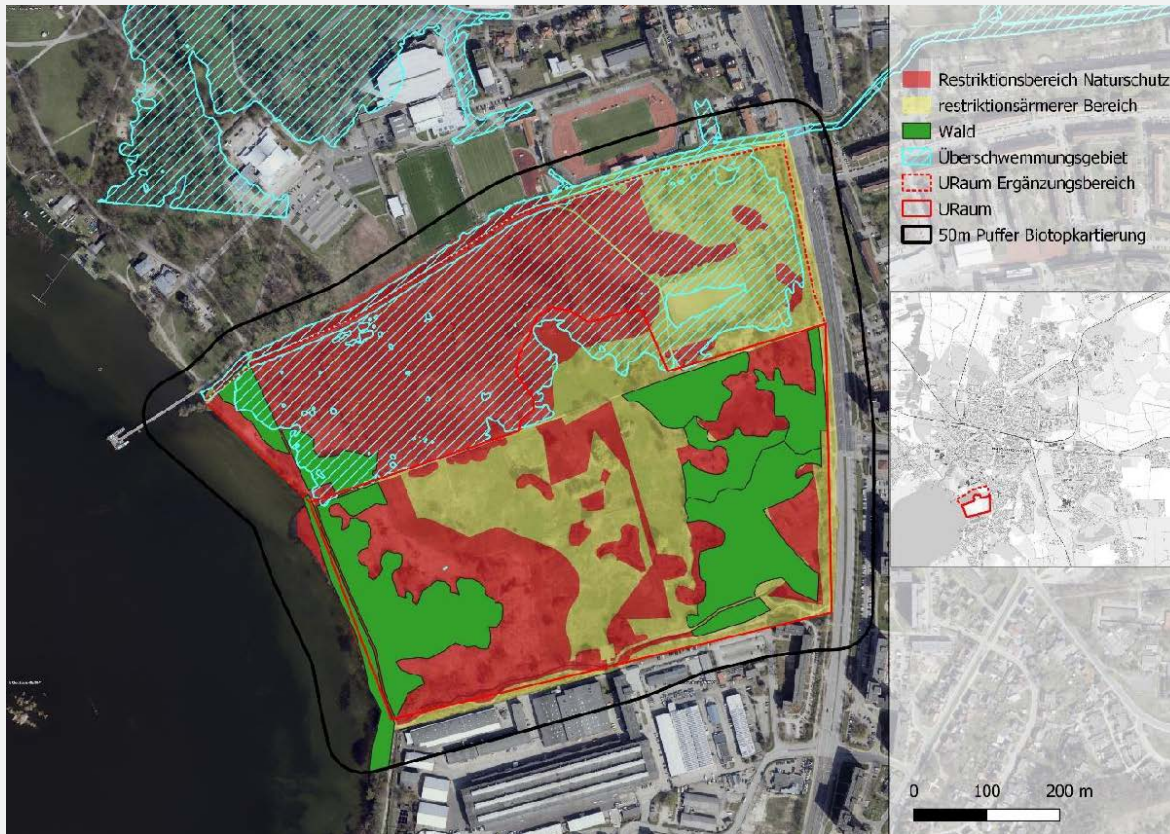 Restriktionsbereich Naturschutz
restriktionsärmerer Bereich
Wald
Überschwemmungsgebiet
URaum Ergänzungsbereich
URaum
50m Puffer Biotopkartierung
0 100 200 m